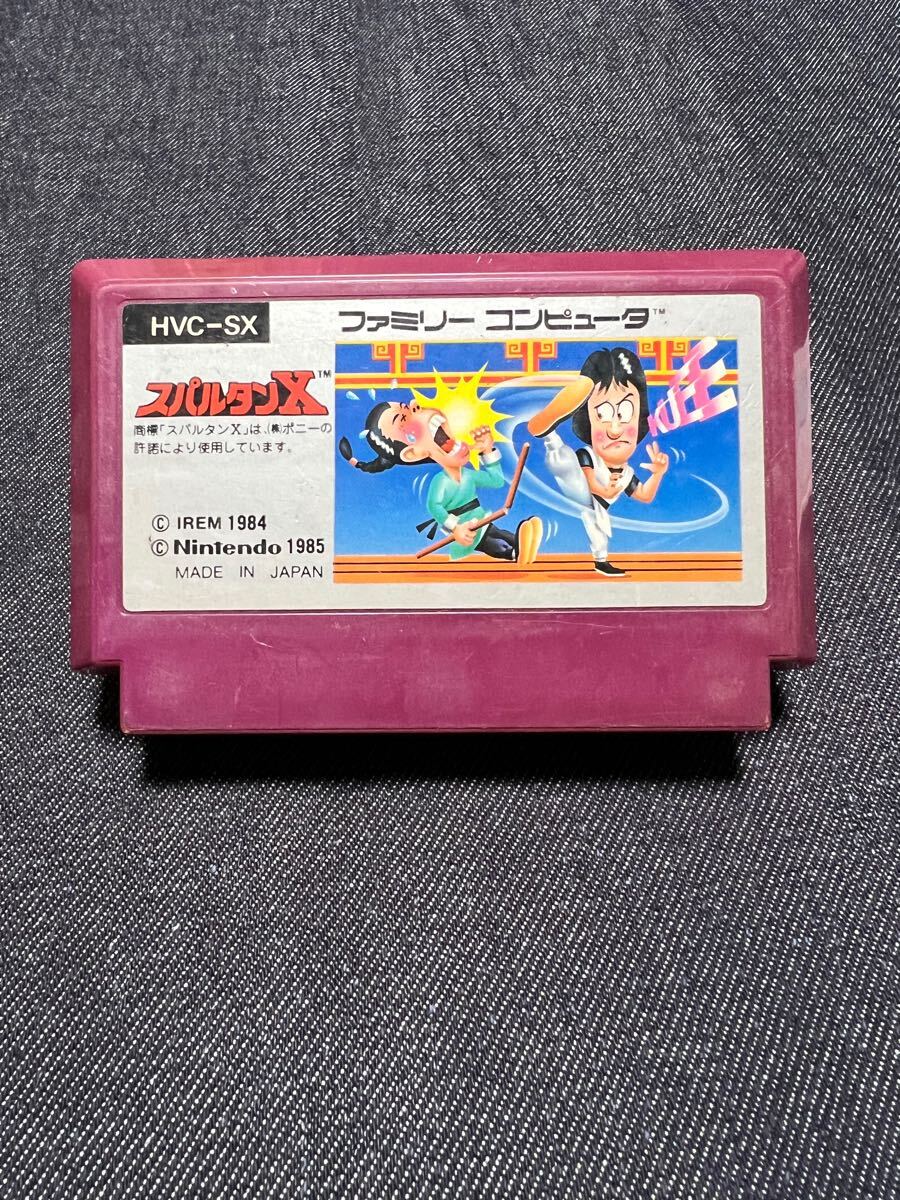 HVC-SX
ファミリー コンピュータ™
スパルタンX™
商標「スパルタンX」は、(株)ポニーの
許諾により使用しています。
© IREM 1984
© Nintendo 1985
MADE IN JAPAN